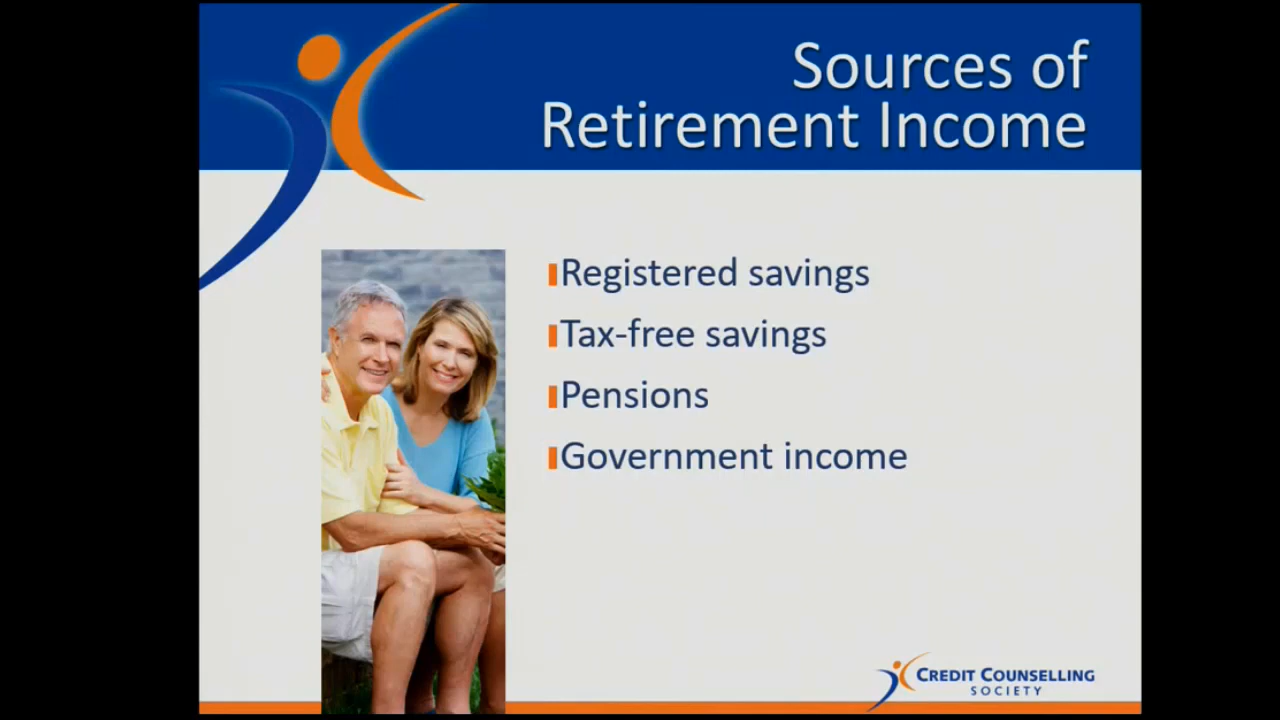 Sources of
Retirement Income
Registered savings
Tax-free savings
Pensions
Government income
CREDIT COUNSELLING
SOCIETY